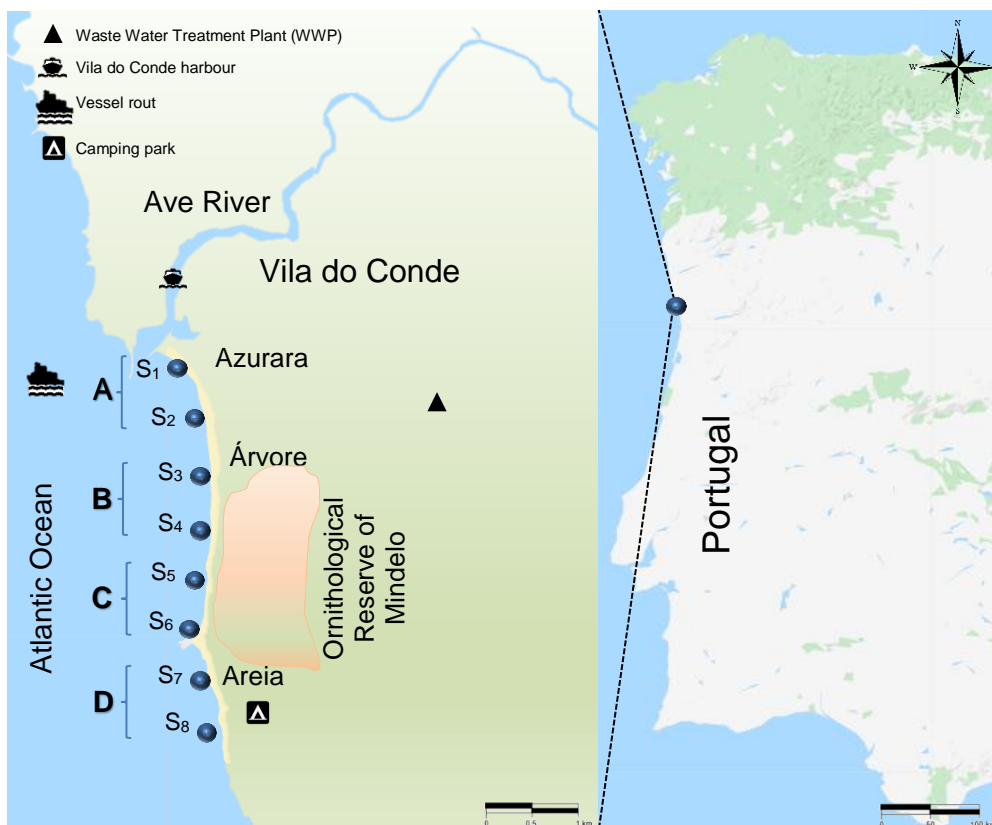 Waste Water Treatment Plant (WWP)
Vila do Conde harbour
Vessel rout
Camping park
Ave River
Vila do Conde
Azurara
Árvore
Ornithological
Reserve of
Mindelo
Areia
Atlantic Ocean
A
B
C
D
S1
S2
S3
S4
S5
S6
S7
S8
0 0.5 1 km
Portugal
N
W
S
0 50 100 km